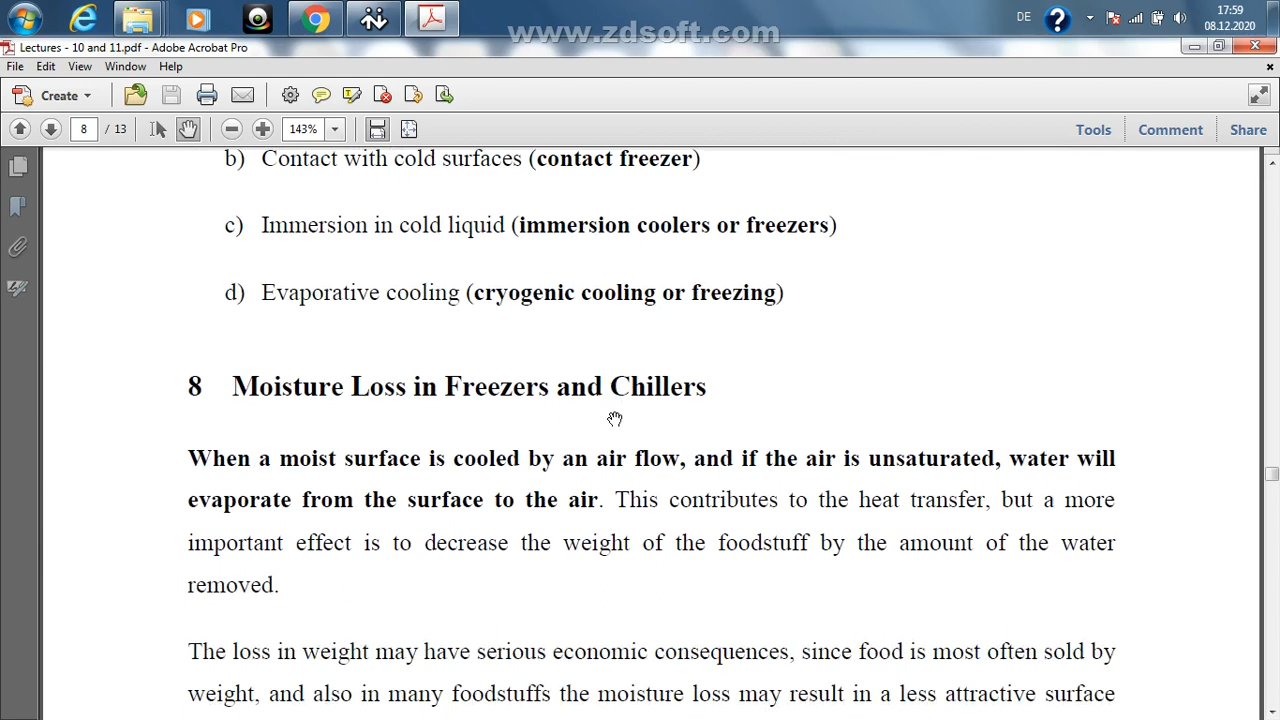 www.zdsoft.com
DE
17:59
08.12.2020
Lectures - 10 and 11.pdf - Adobe Acrobat Pro
File Edit View Window Help
Create
8 / 13 143% Tools Comment Share
b) Contact with cold surfaces (contact freezer)
c) Immersion in cold liquid (immersion coolers or freezers)
d) Evaporative cooling (cryogenic cooling or freezing)
8 Moisture Loss in Freezers and Chillers
When a moist surface is cooled by an air flow, and if the air is unsaturated, water will
evaporate from the surface to the air. This contributes to the heat transfer, but a more
important effect is to decrease the weight of the foodstuff by the amount of the water
removed.
The loss in weight may have serious economic consequences, since food is most often sold by
weight, and also in many foodstuffs the moisture loss may result in a less attractive surface